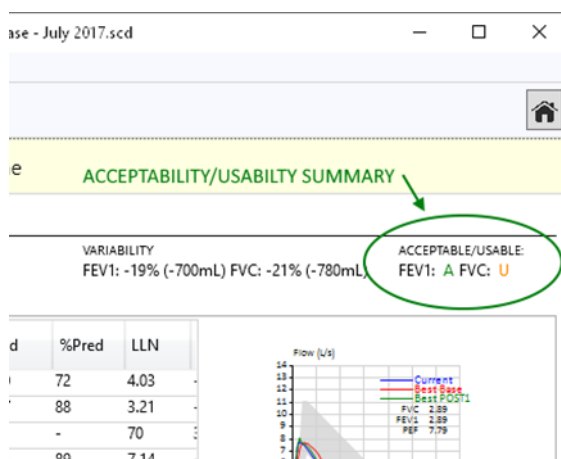 ase - July 2017.scd
e
ACCEPTABILITY/USABILTY SUMMARY
VARIABILITY
FEV1: -19% (-700mL) FVC: -21% (-780mL)
ACCEPTABLE/USABLE:
FEV1: A FVC: U
d %Pred LLN
72 4.03 -
88 3.21 -
- 70
89 7.14
Flow (L/s)
14
13
12
11
10
9
8
7
Current
Best Base
Best POST1
FVC 2.89
FEV1 2.89
PEF 7.79